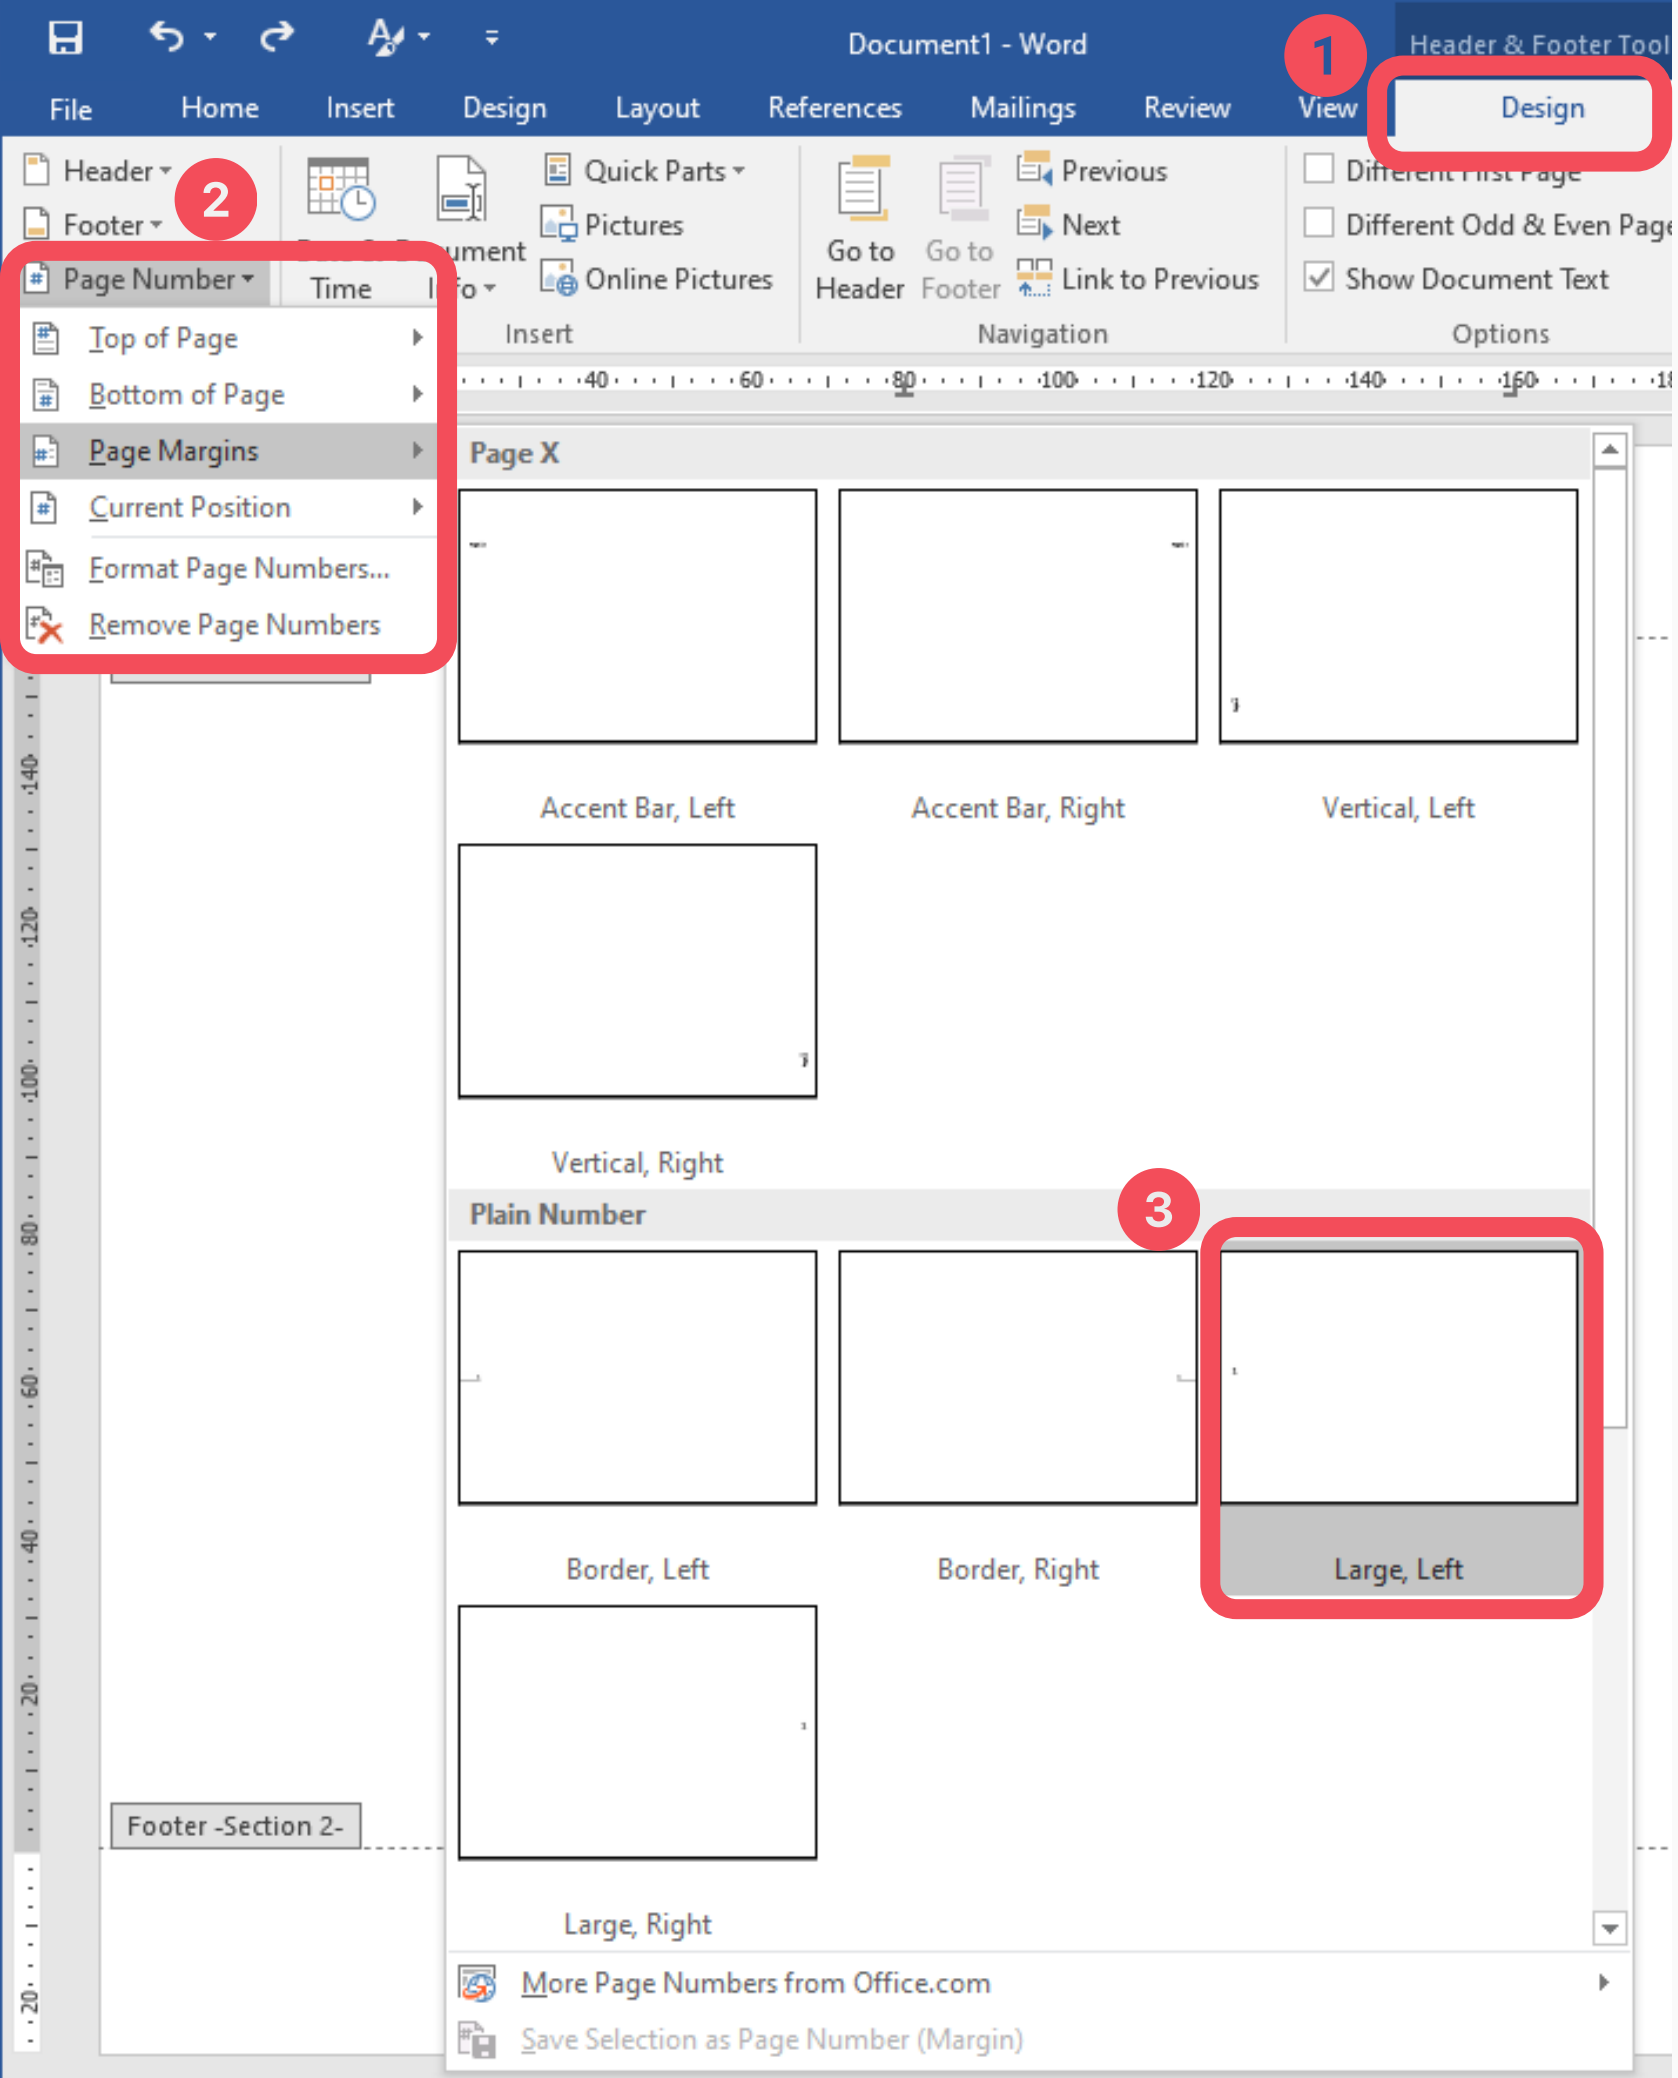 Document1 - Word
1
Header & Footer Tool
File Home Insert Design Layout References Mailings Review View Design
Header
2
Footer
Page Number
Time
ument
Info
Quick Parts
Pictures
Online Pictures
Insert
Go to
Header
Go to
Footer
Previous
Next
Link to Previous
Navigation
Different First Page
Different Odd & Even Page
Show Document Text
Options
Top of Page
Bottom of Page
Page Margins
Current Position
Format Page Numbers...
Remove Page Numbers
40 60 80 100 120 140 160 18
Page X
Accent Bar, Left
Accent Bar, Right
Vertical, Left
Vertical, Right
Plain Number
3
Border, Left
Border, Right
Large, Left
Large, Right
More Page Numbers from Office.com
Save Selection as Page Number (Margin)
140
120
100
80
60
40
20
20
Footer -Section 2-